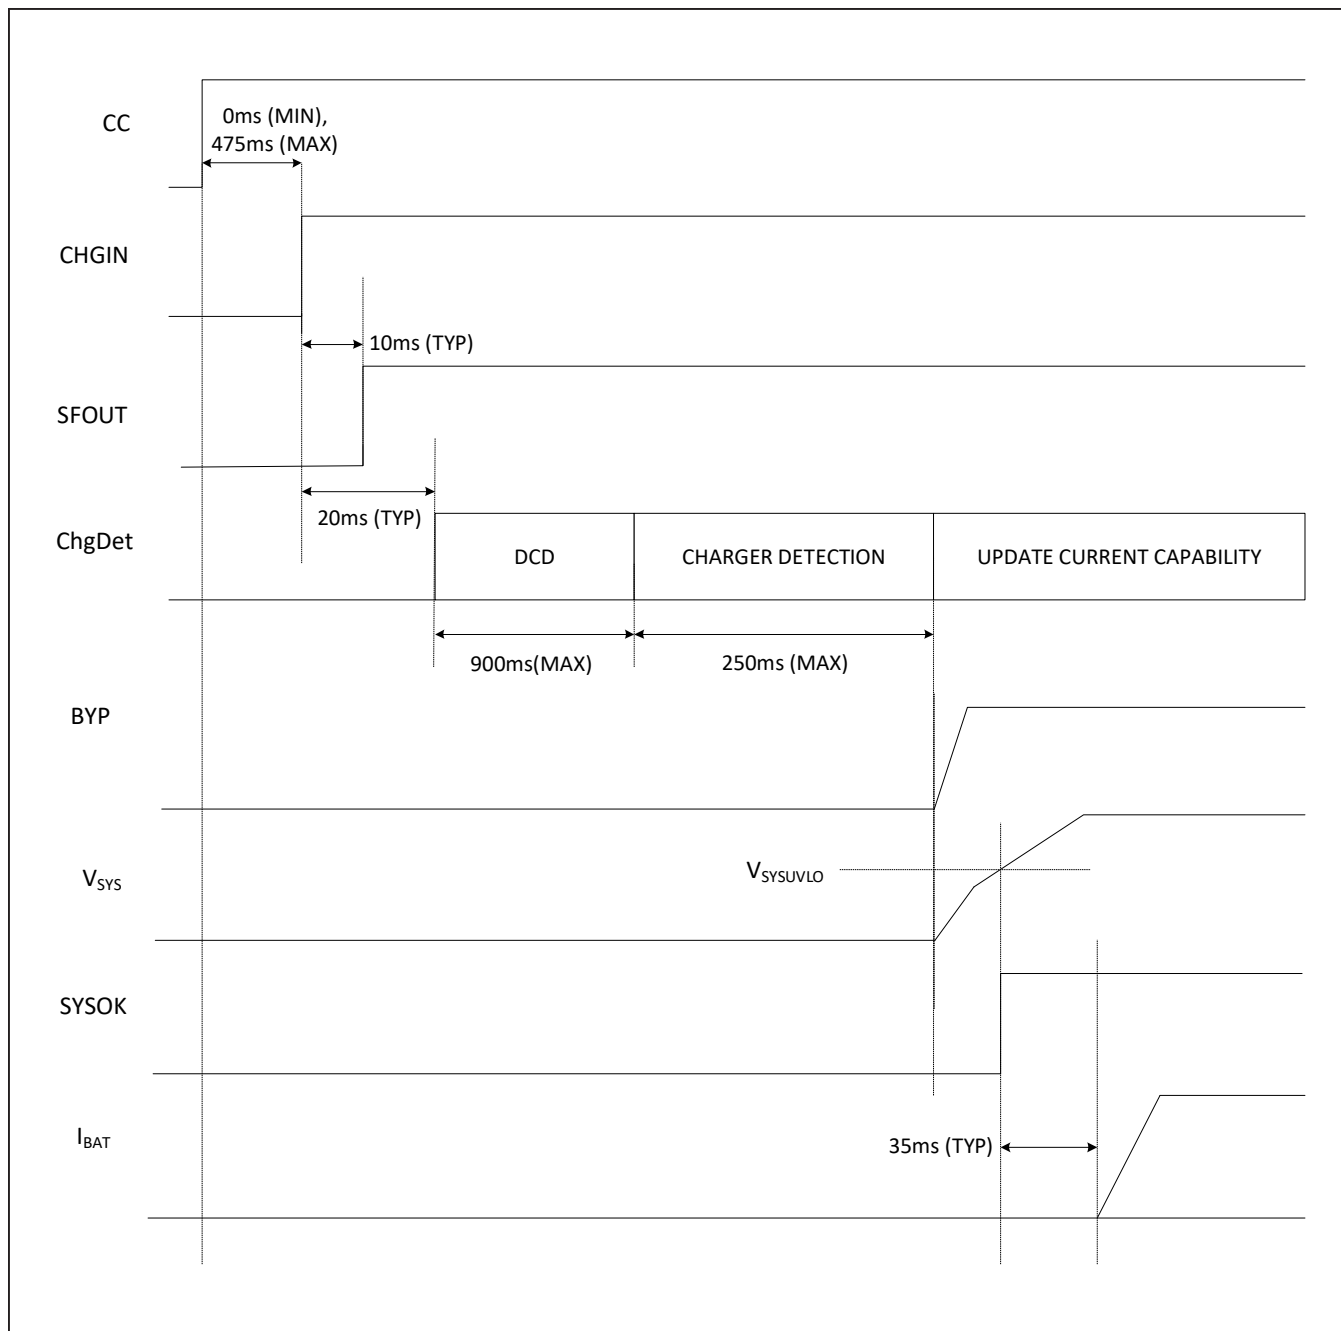 CC
0ms (MIN),
475ms (MAX)
CHGIN
10ms (TYP)
SFOUT
20ms (TYP)
ChgDet
DCD
CHARGER DETECTION
UPDATE CURRENT CAPABILITY
900ms(MAX)
250ms (MAX)
BYP
VSYS
VSYSUVLO
SYSOK
IBAT
35ms (TYP)